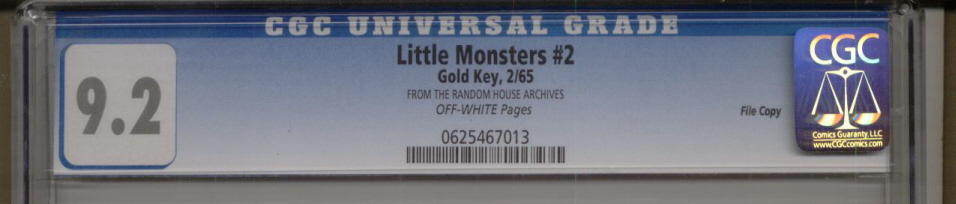 CGC UNIVERSAL GRADE
9.2
Little Monsters #2
Gold Key, 2/65
FROM THE RANDOM HOUSE ARCHIVES
OFF-WHITE Pages
File Copy
0625467013
CGC
Comics Guaranty, LLC
www.CGCcomics.com